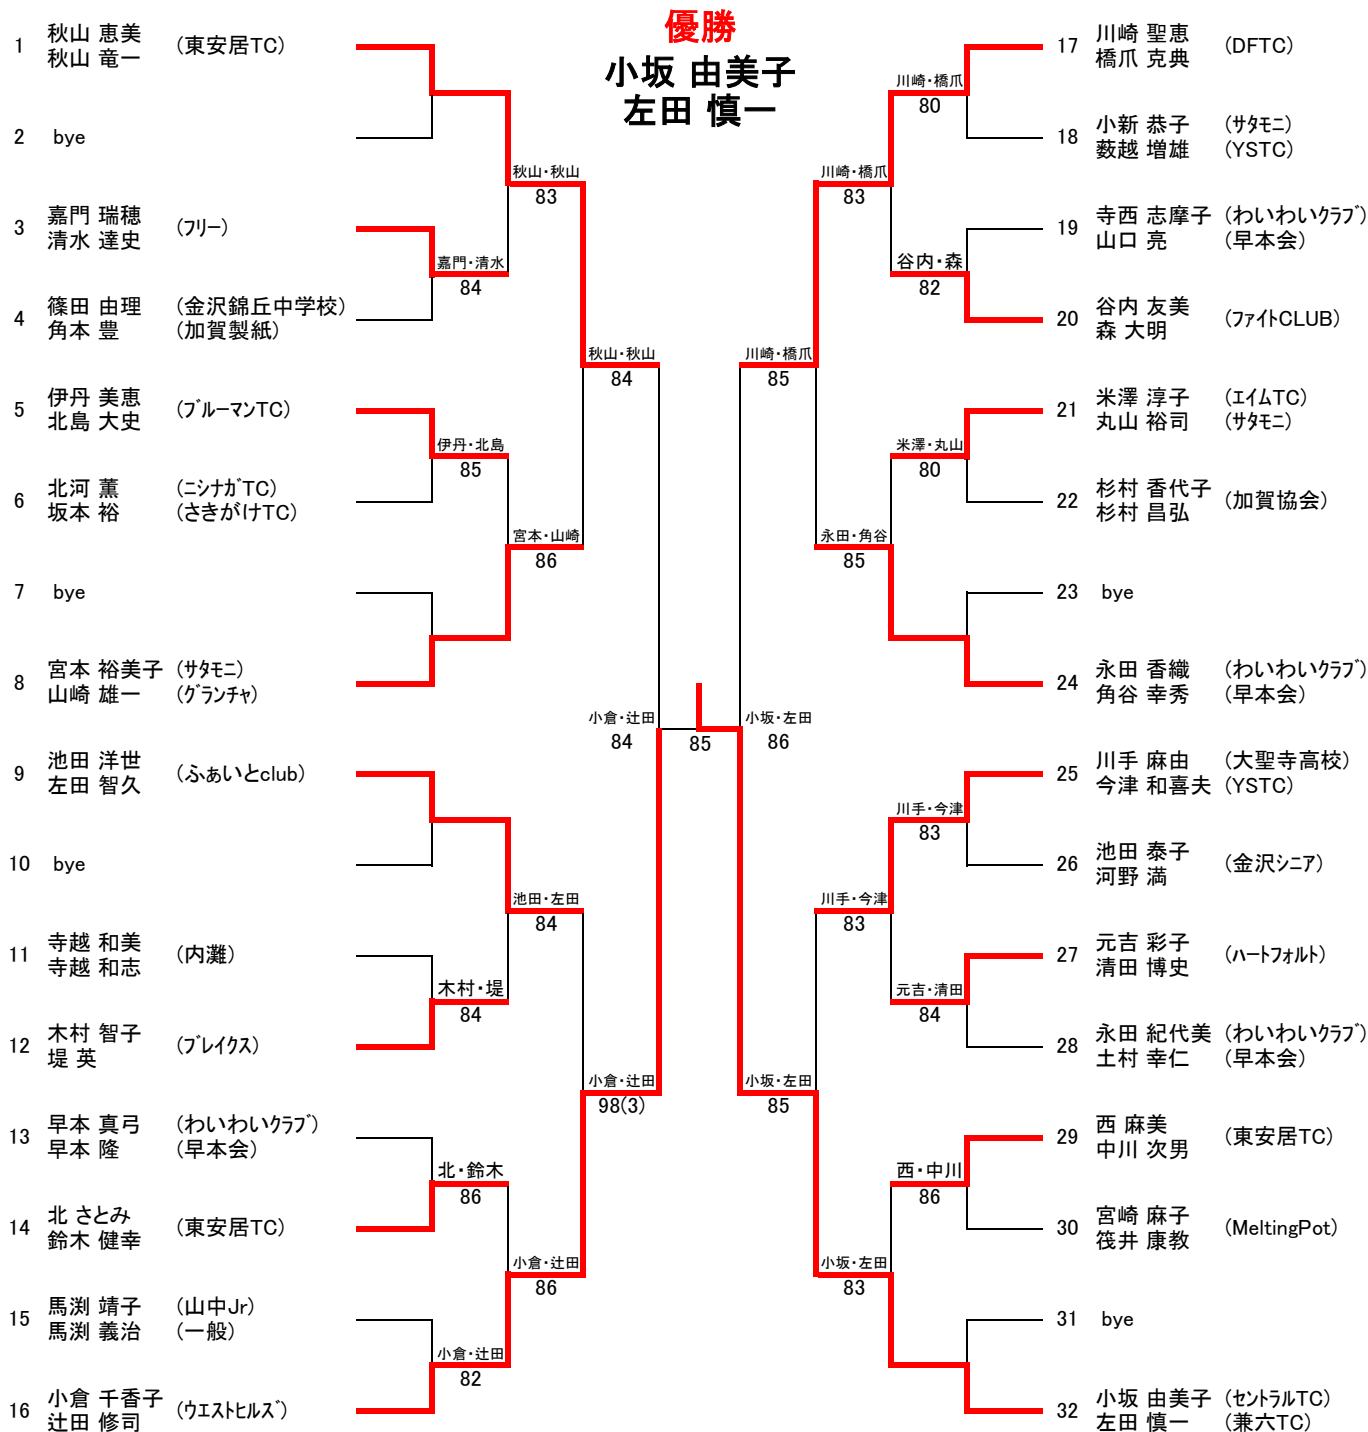 優勝
小坂 由美子
左田 慎一
1 秋山 恵美 (東安居TC)
秋山 竜一
2 bye
3 嘉門 瑞穂 (フリー)
清水 達史
4 篠田 由理 (金沢錦丘中学校)
角本 豊 (加賀製紙)
5 伊丹 美恵 (ブルーマンTC)
北島 大史
6 北河 薫 (ニシナガTC)
坂本 裕 (さきがけTC)
7 bye
8 宮本 裕美子 (サタモニ)
山崎 雄一 (グランチャ)
9 池田 洋世 (ふぁいとclub)
左田 智久
10 bye
11 寺越 和美 (内灘)
寺越 和志
12 木村 智子 (ブレイクス)
堤 英
13 早本 真弓 (わいわいクラブ)
早本 隆 (早本会)
14 北 さとみ (東安居TC)
鈴木 健幸
15 馬渕 靖子 (山中Jr)
馬渕 義治 (一般)
16 小倉 千香子 (ウエストヒルズ)
辻田 修司
嘉門・清水
84
伊丹・北島
85
木村・堤
84
北・鈴木
86
小倉・辻田
82
秋山・秋山
83
宮本・山崎
86
池田・左田
84
小倉・辻田
86
秋山・秋山
84
小倉・辻田
98(3)
小倉・辻田
84
85
小坂・左田
86
川崎・橋爪
85
小坂・左田
85
川崎・橋爪
83
永田・角谷
85
川手・今津
83
小坂・左田
83
川崎・橋爪
80
谷内・森
82
米澤・丸山
80
川手・今津
83
元吉・清田
84
西・中川
86
17 川崎 聖恵 (DFTC)
橋爪 克典
18 小新 恭子 (サタモニ)
薮越 増雄 (YSTC)
19 寺西 志摩子 (わいわいクラブ)
山口 亮 (早本会)
20 谷内 友美 (ファイトCLUB)
森 大明
21 米澤 淳子 (エイムTC)
丸山 裕司 (サタモニ)
22 杉村 香代子 (加賀協会)
杉村 昌弘
23 bye
24 永田 香織 (わいわいクラブ)
角谷 幸秀 (早本会)
25 川手 麻由 (大聖寺高校)
今津 和喜夫 (YSTC)
26 池田 泰子 (金沢シニア)
河野 満
27 元吉 彩子 (ハートフォルト)
清田 博史
28 永田 紀代美 (わいわいクラブ)
土村 幸仁 (早本会)
29 西 麻美 (東安居TC)
中川 次男
30 宮崎 麻子 (MeltingPot)
筏井 康教
31 bye
32 小坂 由美子 (セントラルTC)
左田 慎一 (兼六TC)